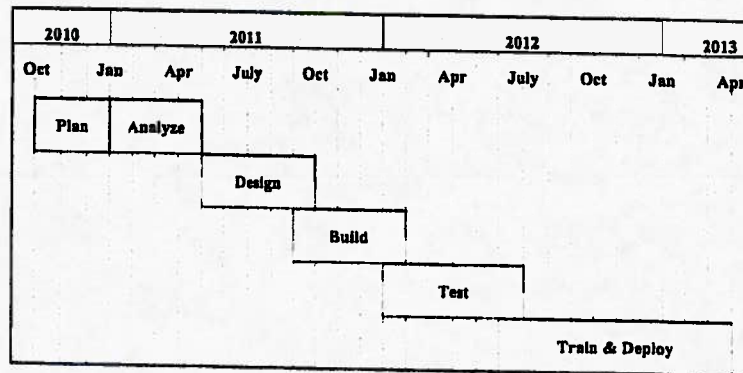 2010 2011 2012 2013
Oct Jan Apr July Oct Jan Apr July Oct Jan Apr
Plan Analyze
Design
Build
Test
Train & Deploy